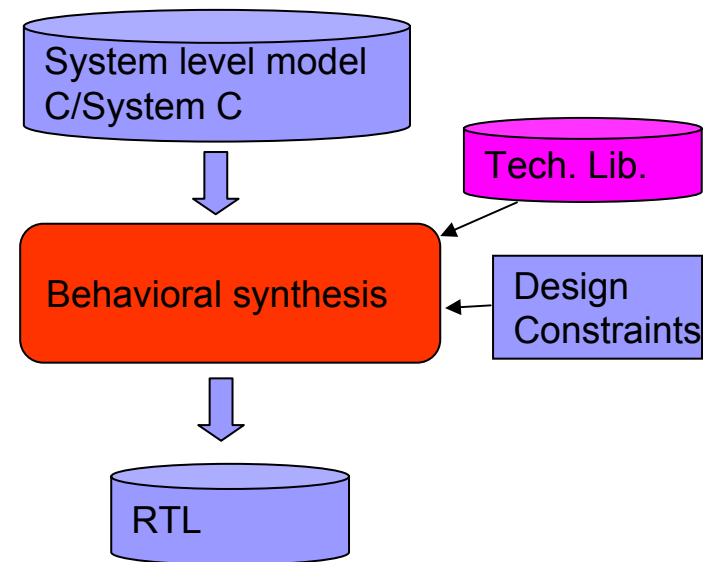 System level model
C/System C
Tech. Lib.
Behavioral synthesis
Design
Constraints
RTL